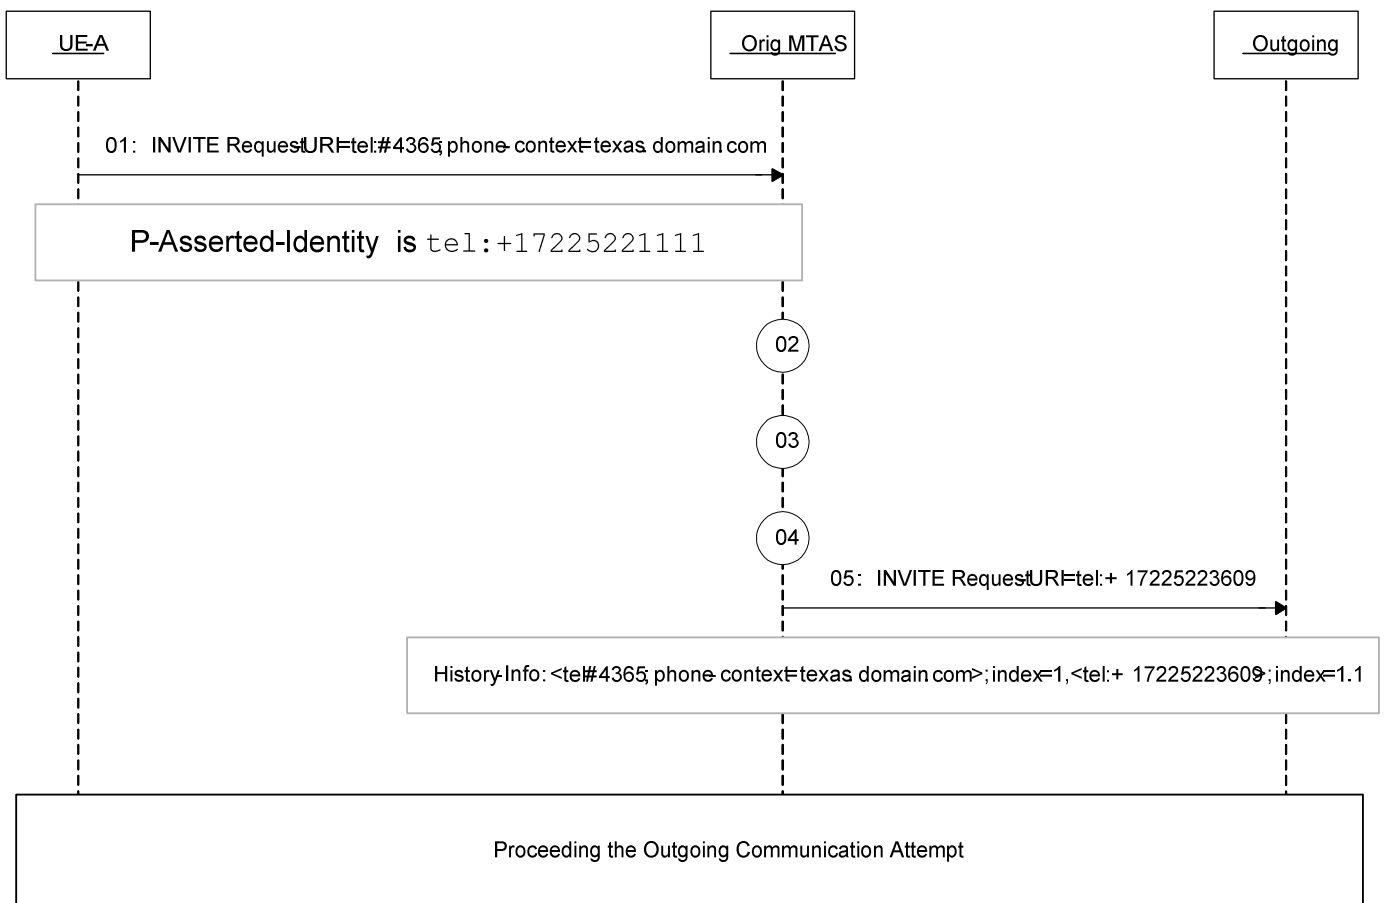 UE-A
Orig MTAS
Outgoing
01: INVITE Request-URI=tel:#4365;phone-context=texas.domain.com
P-Asserted-Identity is tel:+17225221111
02
03
04
05: INVITE Request-URI=tel:+17225223609
History-Info: <tel:#4365;phone-context=texas.domain.com>;index=1,<tel:+17225223609>;index=1.1
Proceeding the Outgoing Communication Attempt